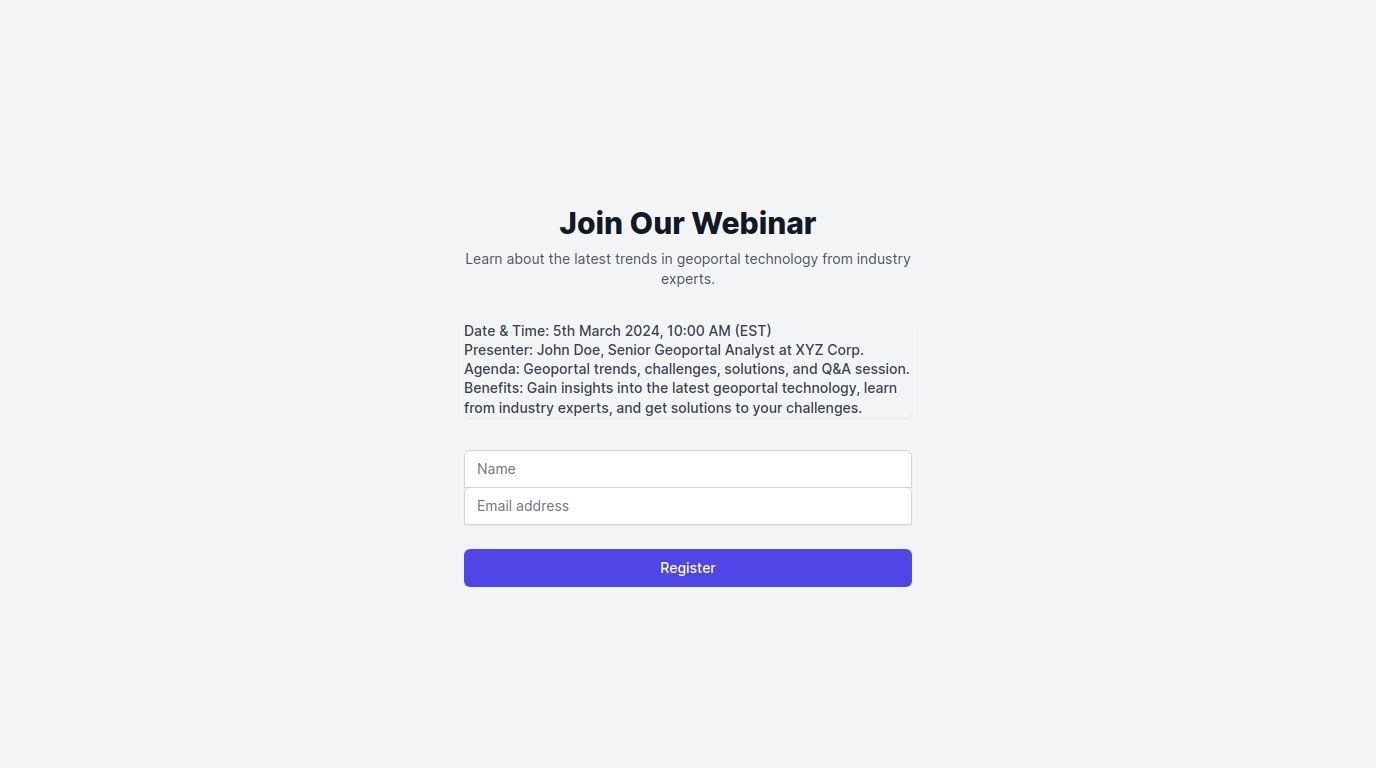 Join Our Webinar
Learn about the latest trends in geoportal technology from industry
experts.
Date & Time: 5th March 2024, 10:00 AM (EST)
Presenter: John Doe, Senior Geoportal Analyst at XYZ Corp.
Agenda: Geoportal trends, challenges, solutions, and Q&A session.
Benefits: Gain insights into the latest geoportal technology, learn
from industry experts, and get solutions to your challenges.
Name
Email address
Register